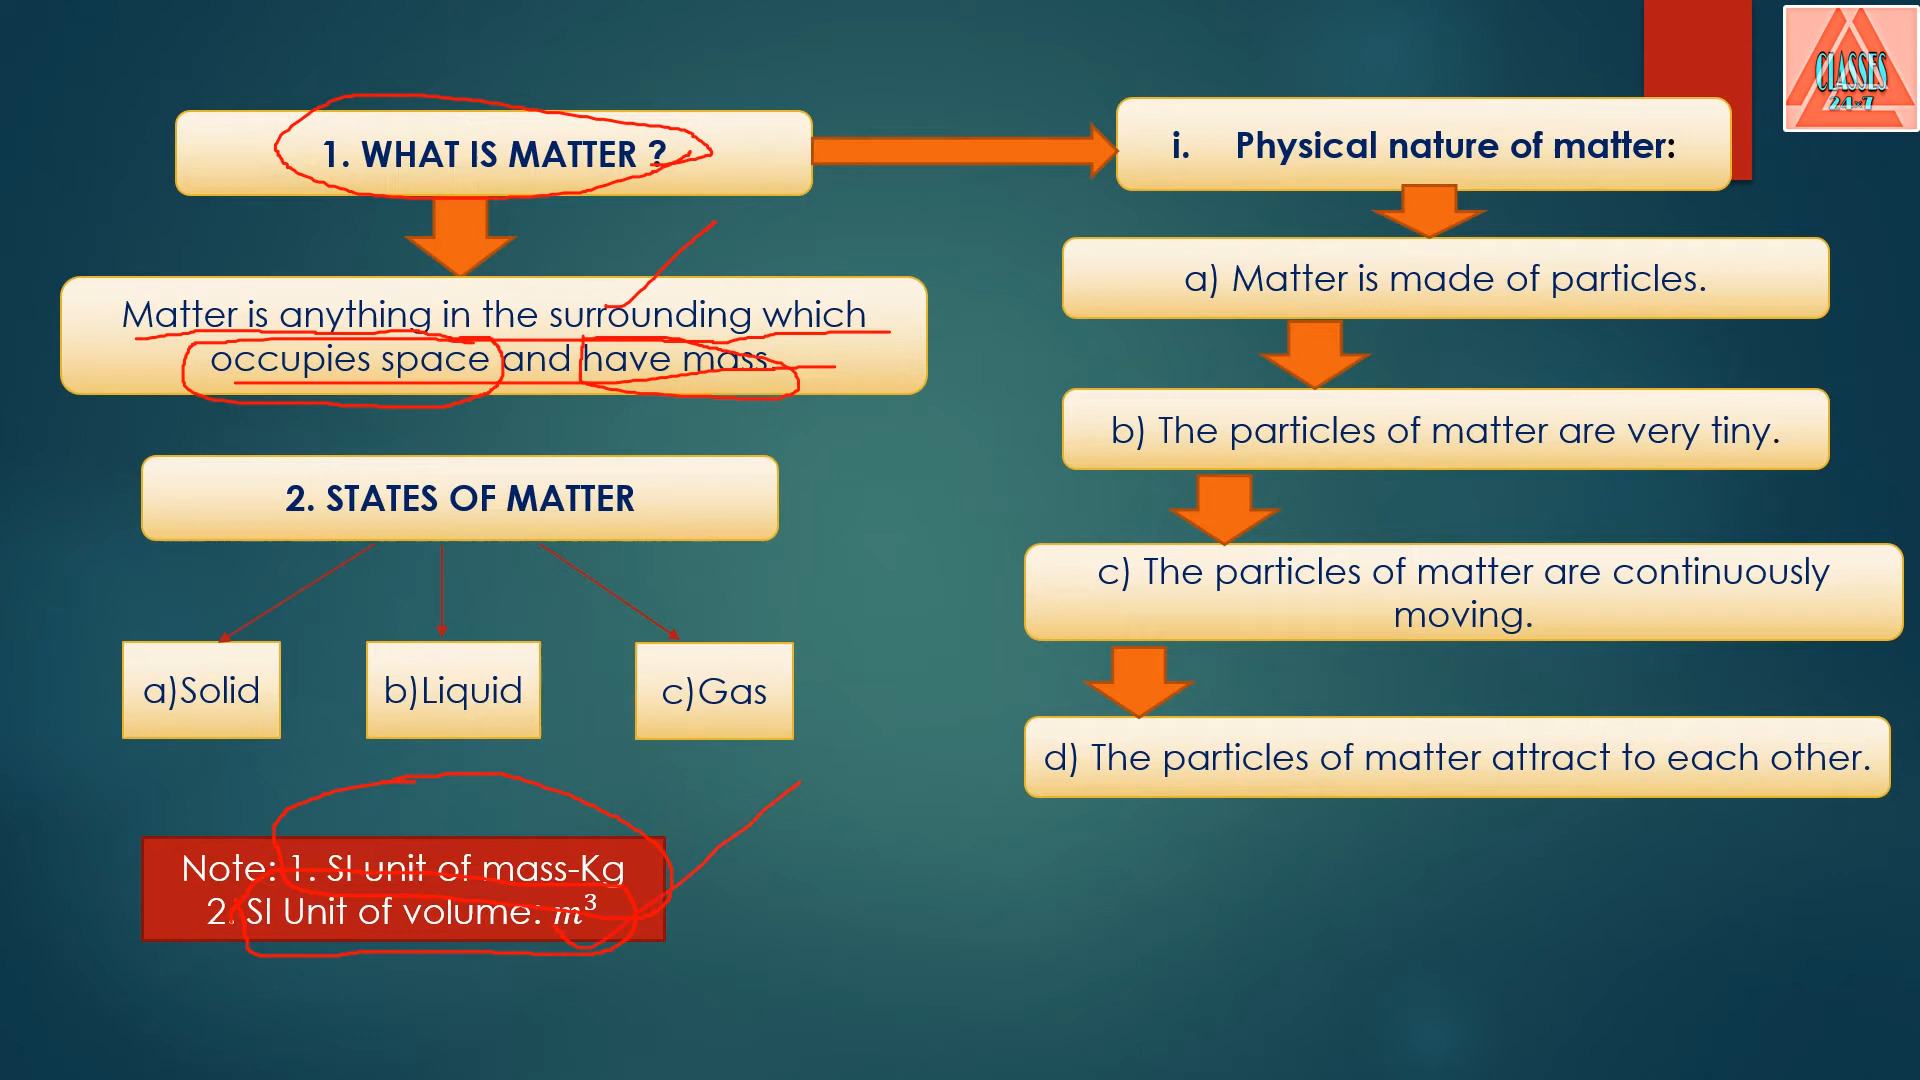 1. WHAT IS MATTER ?
Matter is anything in the surrounding which
occupies space and have mass.
2. STATES OF MATTER
a)Solid
b)Liquid
c)Gas
Note: 1. SI unit of mass-Kg
2. SI Unit of volume: m³
i. Physical nature of matter:
a) Matter is made of particles.
b) The particles of matter are very tiny.
c) The particles of matter are continuously
moving.
d) The particles of matter attract to each other.
CLASSES
24x7